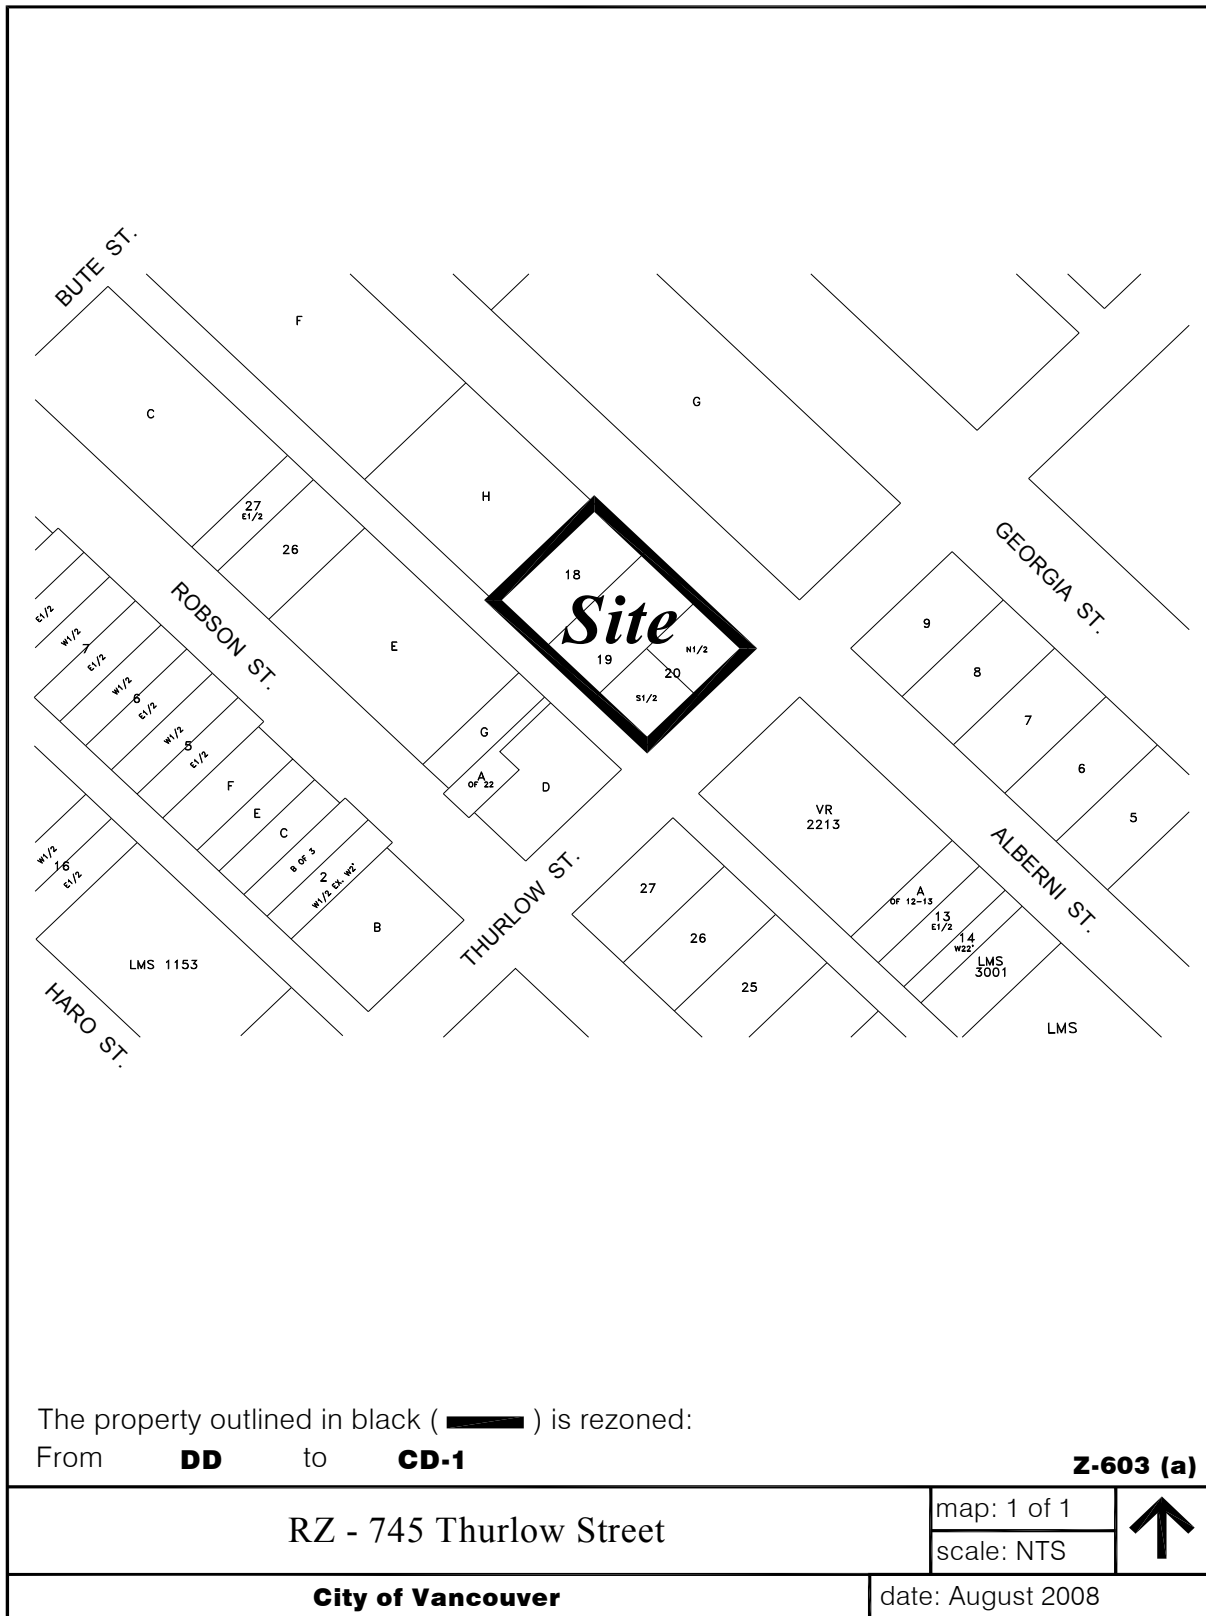 BUTE ST.
F
C
G
27
E1/2
H
26
GEORGIA ST.
18
Site
ROBSON ST.
E1/2
W1/2
7
E1/2
9
E
19
N1/2
20
8
W1/2
6
E1/2
S1/2
7
W1/2
5
E1/2
G
6
A
OF 22
D
F
VR
2213
E
5
C
ALBERNI ST.
W1/2
16
E1/2
B OF 3
2
W1/2 EX. W2'
27
THURLOW ST.
A
OF 12-13
13
E1/2
B
26
14
W22'
LMS
3001
LMS 1153
25
HARO ST.
LMS
The property outlined in black ( ) is rezoned:
From DD to CD-1
Z-603 (a)
RZ - 745 Thurlow Street
map: 1 of 1
scale: NTS
City of Vancouver
date: August 2008